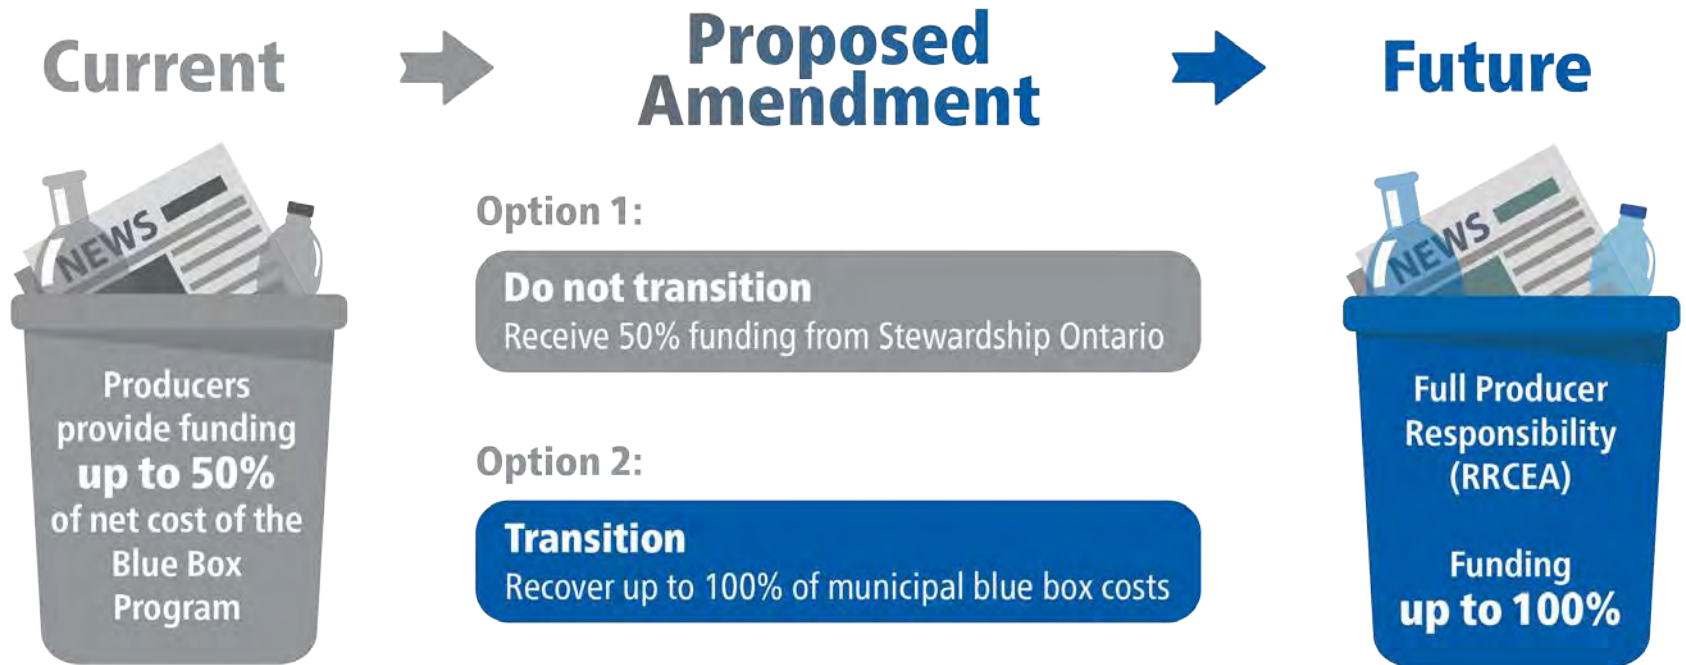 Current
Proposed
Amendment
Future
NEWS
Producers
provide funding
up to 50%
of net cost of the
Blue Box
Program
Option 1:
Do not transition
Receive 50% funding from Stewardship Ontario
Option 2:
Transition
Recover up to 100% of municipal blue box costs
NEWS
Full Producer
Responsibility
(RRCEA)
Funding
up to 100%